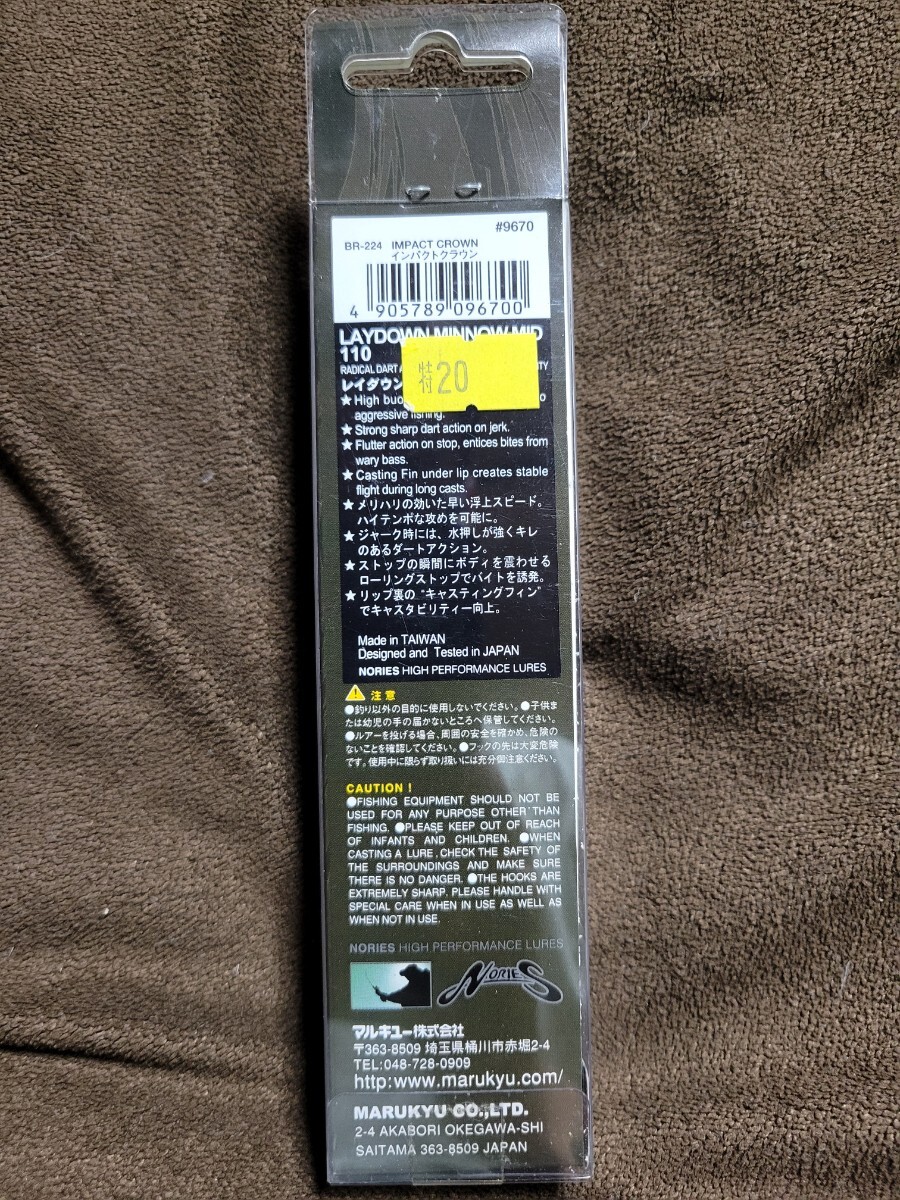 #9670
BR-224 IMPACT CROWN
インパクトクラウン
4 905789 096700
LAYDOWN MINNOW MID
110
RADICAL DART
特付 20
レイダウン
★ High
aggressive fishing.
★ Strong sharp dart action on jerk.
★ Flutter action on stop, entices bites from
wary bass.
★ Casting Fin under lip creates stable
flight during long casts.
★ メリハリの効いた早い浮上スピード。
ハイテンポな攻めを可能に。
★ ジャーク時には、水押しが強くキレ
のあるダートアクション。
★ ストップの瞬間にボディを震わせる
ローリングストップでバイトを誘発。
★ リップ裏の“キャスティングフィン”
でキャスタビリティー向上。
Made in TAIWAN
Designed and Tested in JAPAN
NORIES HIGH PERFORMANCE LURES
注意
●釣り以外の目的に使用しないでください。●子供ま
たは幼児の手の届かないところへ保管してください。
●ルアーを投げる場合、周囲の安全を確かめ、危険の
ないことを確認してください。●フックの先は大変危険
です。使用中に限らず取り扱いには充分御注意ください。
CAUTION !
●FISHING EQUIPMENT SHOULD NOT BE
USED FOR ANY PURPOSE OTHER THAN
FISHING. ●PLEASE KEEP OUT OF REACH
OF INFANTS AND CHILDREN. ●WHEN
CASTING A LURE, CHECK THE SAFETY OF
THE SURROUNDINGS AND MAKE SURE
THERE IS NO DANGER. ●THE HOOKS ARE
EXTREMELY SHARP. PLEASE HANDLE WITH
SPECIAL CARE WHEN IN USE AS WELL AS
WHEN NOT IN USE.
NORIES HIGH PERFORMANCE LURES
NORIES
マルキユー株式会社
〒363-8509 埼玉県桶川市赤堀2-4
TEL:048-728-0909
http:www.marukyu.com/
MARUKYU CO.,LTD.
2-4 AKABORI OKEGAWA-SHI
SAITAMA 363-8509 JAPAN